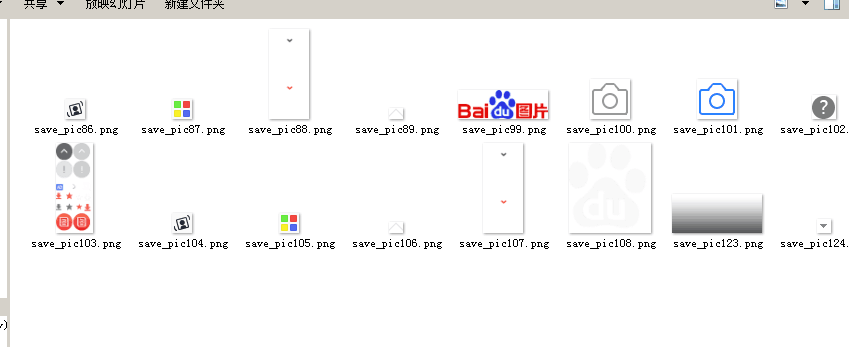 共享 放映幻灯片 新建文件夹
Bai du 图片
?
save_pic86.png save_pic87.png save_pic88.png save_pic89.png save_pic99.png save_pic100.png save_pic101.png save_pic102.
du
save_pic103.png save_pic104.png save_pic105.png save_pic106.png save_pic107.png save_pic108.png save_pic123.png save_pic124.